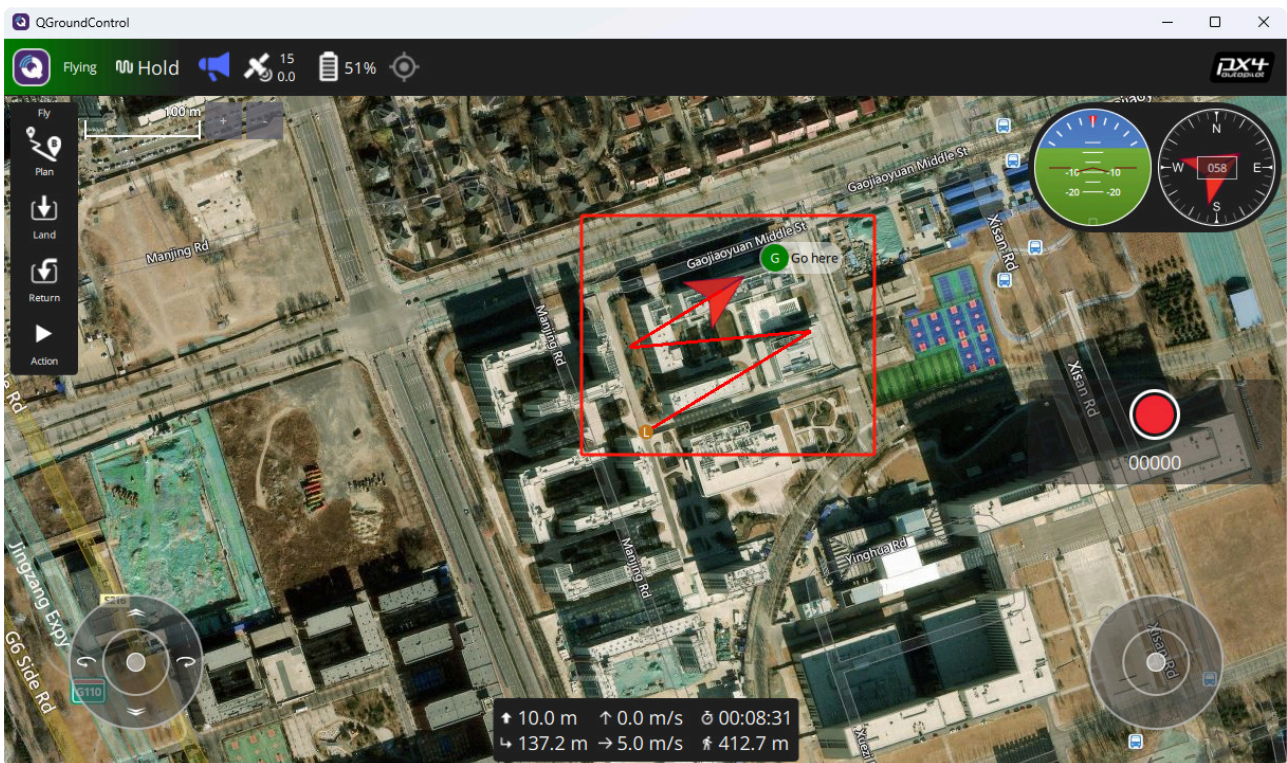 QGroundControl
Flying
Hold
15
0.0
51%
PX4
autopilot
Fly
Plan
Land
Return
Action
100 m
Manjing Rd
Gaojiaoyuan Middle St
Gaojiaoyuan Middle St
G Go here
Manjing Rd
L
Xisan Rd
Xisan Rd
-10 -10
-20 -20
N
W 058 E
S
00000
Manjing Rd
Yinghua Rd
Jingzang Expy
S216
G6 Side Rd
G110
Xisan Rd
10.0 m 0.0 m/s 00:08:31
137.2 m 5.0 m/s 412.7 m